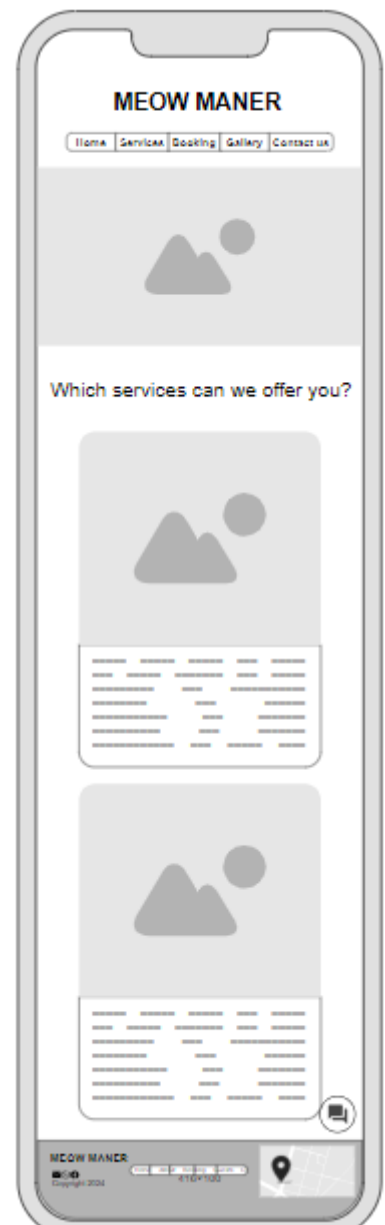 MEOW MANER
Home Services Booking Gallery Contact us
Which services can we offer you?
MEOW MANER
Copyright 2024